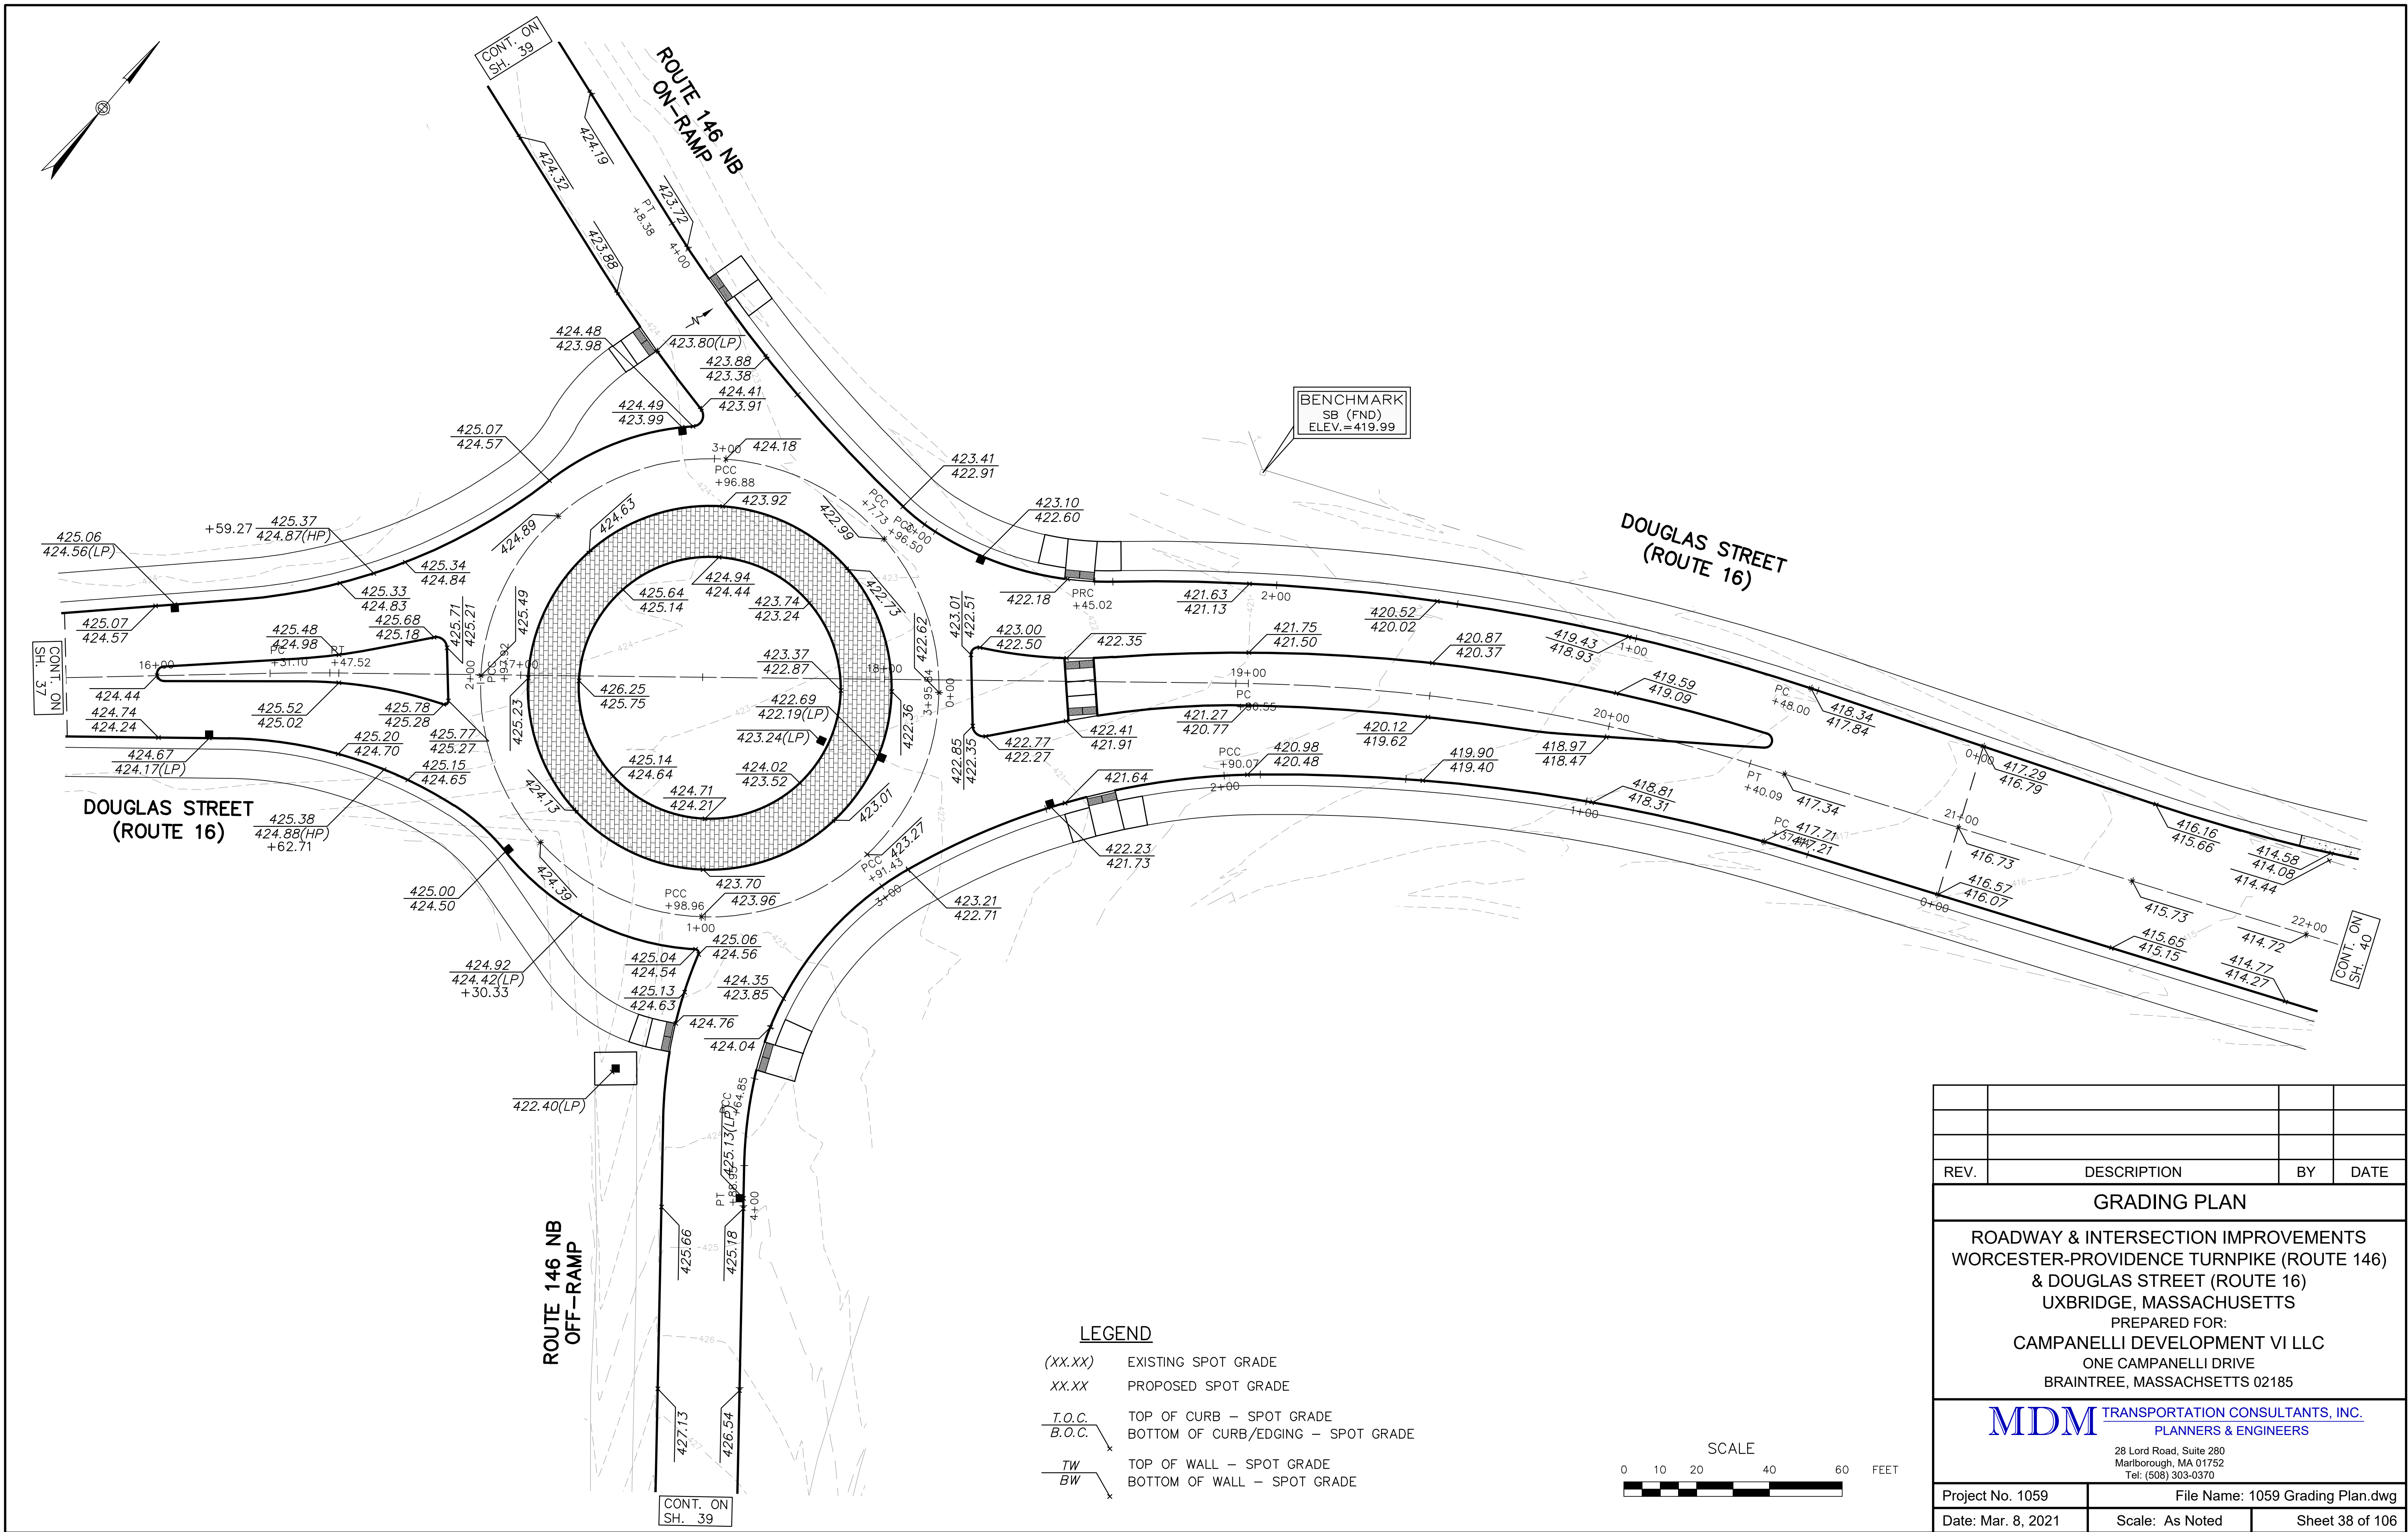 CONT. ON
SH. 39
ROUTE 146 NB
ON-RAMP
424.19
424.32
423.72
PT
+8.38
4+00
423.88
N
424.48
423.98
423.80(LP)
423.88
423.38
424.41
423.91
424.49
423.99
BENCHMARK
SB (FND)
ELEV.=419.99
425.07
424.57
3+00
424.18
PCC
+96.88
423.41
422.91
423.92
424.63
424.89
422.99
PCC
+7.73
+96.50
423.10
422.60
DOUGLAS STREET
(ROUTE 16)
+59.27
425.37
424.87(HP)
425.06
424.56(LP)
425.34
424.84
425.33
424.83
425.07
424.57
425.48
424.98
425.68
425.18
425.71
425.21
425.49
424.94
424.44
425.64
425.14
423.74
423.24
422.73
422.62
423.01
422.51
423.00
422.50
422.18
PRC
+45.02
421.63
421.13
2+00
422.35
421.75
421.50
420.52
420.02
420.87
420.37
419.43
418.93
1+00
CONT. ON
SH. 37
16+00
PC
+31.10
PT
+47.52
2+00
PCC
+97.92
17+00
423.37
422.87
18+00
3+95.84
0+00
19+00
PC
419.59
419.09
PC
+48.00
418.34
417.84
424.44
424.74
424.24
425.52
425.02
425.78
425.28
425.77
425.27
425.23
426.25
425.75
422.69
422.19(LP)
423.24(LP)
422.36
422.85
422.35
422.77
422.27
422.41
421.91
421.27
420.77
420.12
419.62
20+00
418.97
418.47
0+00
417.29
416.79
424.67
424.17(LP)
425.20
424.70
425.15
424.65
425.14
424.64
424.02
423.52
424.71
424.21
421.64
PCC
+90.07
2+00
420.98
420.48
419.90
419.40
PT
+40.09
417.34
418.81
418.31
1+00
DOUGLAS STREET
(ROUTE 16)
425.38
424.88(HP)
+62.71
424.13
423.01
423.27
422.23
421.73
PC
417.71
417.21
21+00
416.73
416.16
415.66
414.58
414.08
414.44
425.00
424.50
424.39
423.70
423.96
PCC
+98.96
1+00
PCC
+91.43
3+00
423.21
422.71
416.57
416.07
0+00
415.73
22+00
414.72
415.65
415.15
414.77
414.27
CONT. ON
SH. 40
424.92
424.42(LP)
+30.33
425.06
424.56
425.04
424.54
425.13
424.63
424.35
423.85
424.76
424.04
422.40(LP)
PCC
+64.85
425.13(LP)
PT
4+00
425.66
425.18
ROUTE 146 NB
OFF-RAMP
427.13
426.54
CONT. ON
SH. 39
LEGEND
(XX.XX) EXISTING SPOT GRADE
XX.XX PROPOSED SPOT GRADE
T.O.C. TOP OF CURB – SPOT GRADE
B.O.C. BOTTOM OF CURB/EDGING – SPOT GRADE
TW TOP OF WALL – SPOT GRADE
BW BOTTOM OF WALL – SPOT GRADE
SCALE
0 10 20 40 60 FEET
REV. DESCRIPTION BY DATE
GRADING PLAN
ROADWAY & INTERSECTION IMPROVEMENTS
WORCESTER-PROVIDENCE TURNPIKE (ROUTE 146)
& DOUGLAS STREET (ROUTE 16)
UXBRIDGE, MASSACHUSETTS
PREPARED FOR:
CAMPANELLI DEVELOPMENT VI LLC
ONE CAMPANELLI DRIVE
BRAINTREE, MASSACHSETTS 02185
MDM TRANSPORTATION CONSULTANTS, INC.
PLANNERS & ENGINEERS
28 Lord Road, Suite 280
Marlborough, MA 01752
Tel: (508) 303-0370
Project No. 1059 File Name: 1059 Grading Plan.dwg
Date: Mar. 8, 2021 Scale: As Noted Sheet 38 of 106